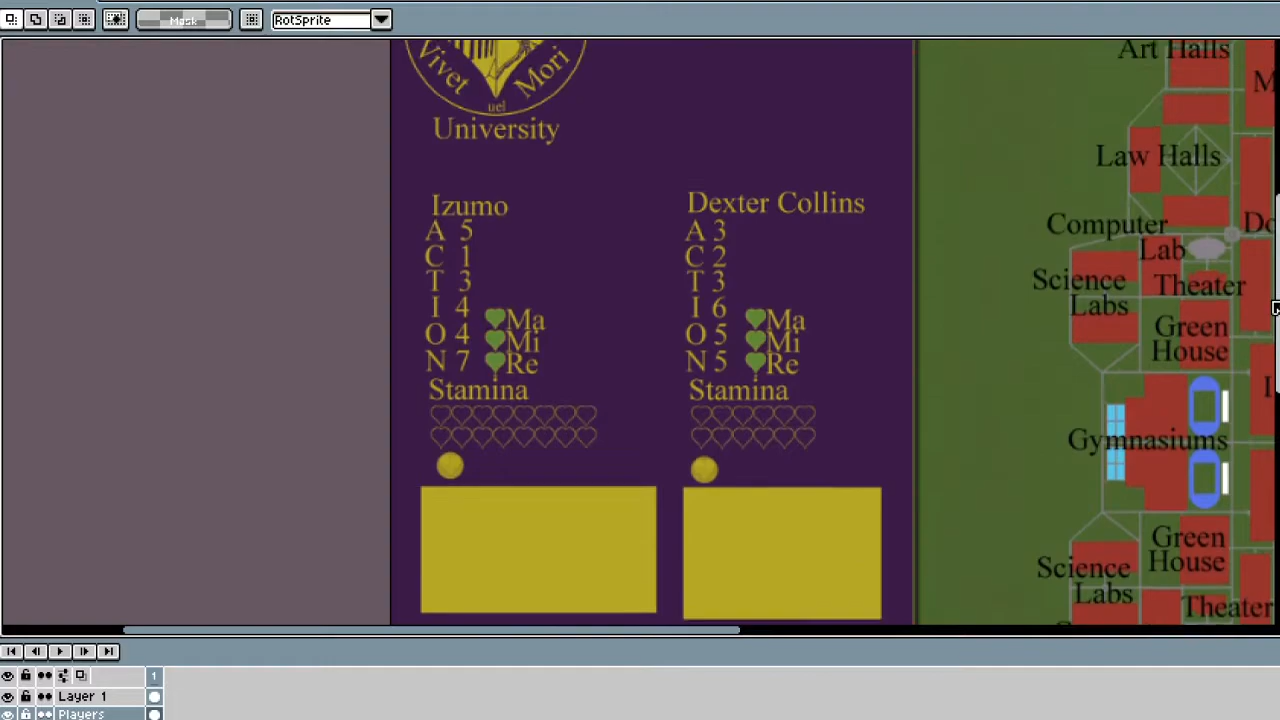 Mask
RotSprite
Vivet Mori
uel
University
Izumo
A 5
C 1
T 3
I 4
O 4
N 7
Ma
Mi
Re
Stamina
Dexter Collins
A 3
C 2
T 3
I 6
O 5
N 5
Ma
Mi
Re
Stamina
Art Halls
M
Law Halls
Computer
Lab
Do
Science
Labs
Theater
Green
House
Gymnasiums
Green
House
Science
Labs
Theater
1
Layer 1
Players